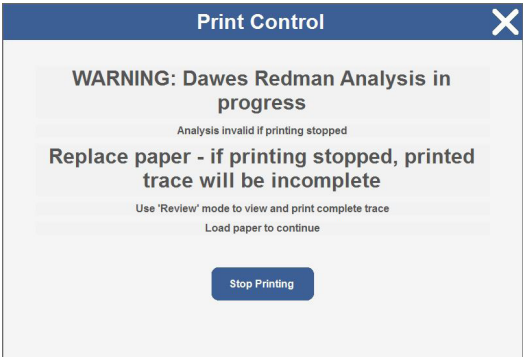 Print Control
WARNING: Dawes Redman Analysis in
progress
Analysis invalid if printing stopped
Replace paper - if printing stopped, printed
trace will be incomplete
Use 'Review' mode to view and print complete trace
Load paper to continue
Stop Printing